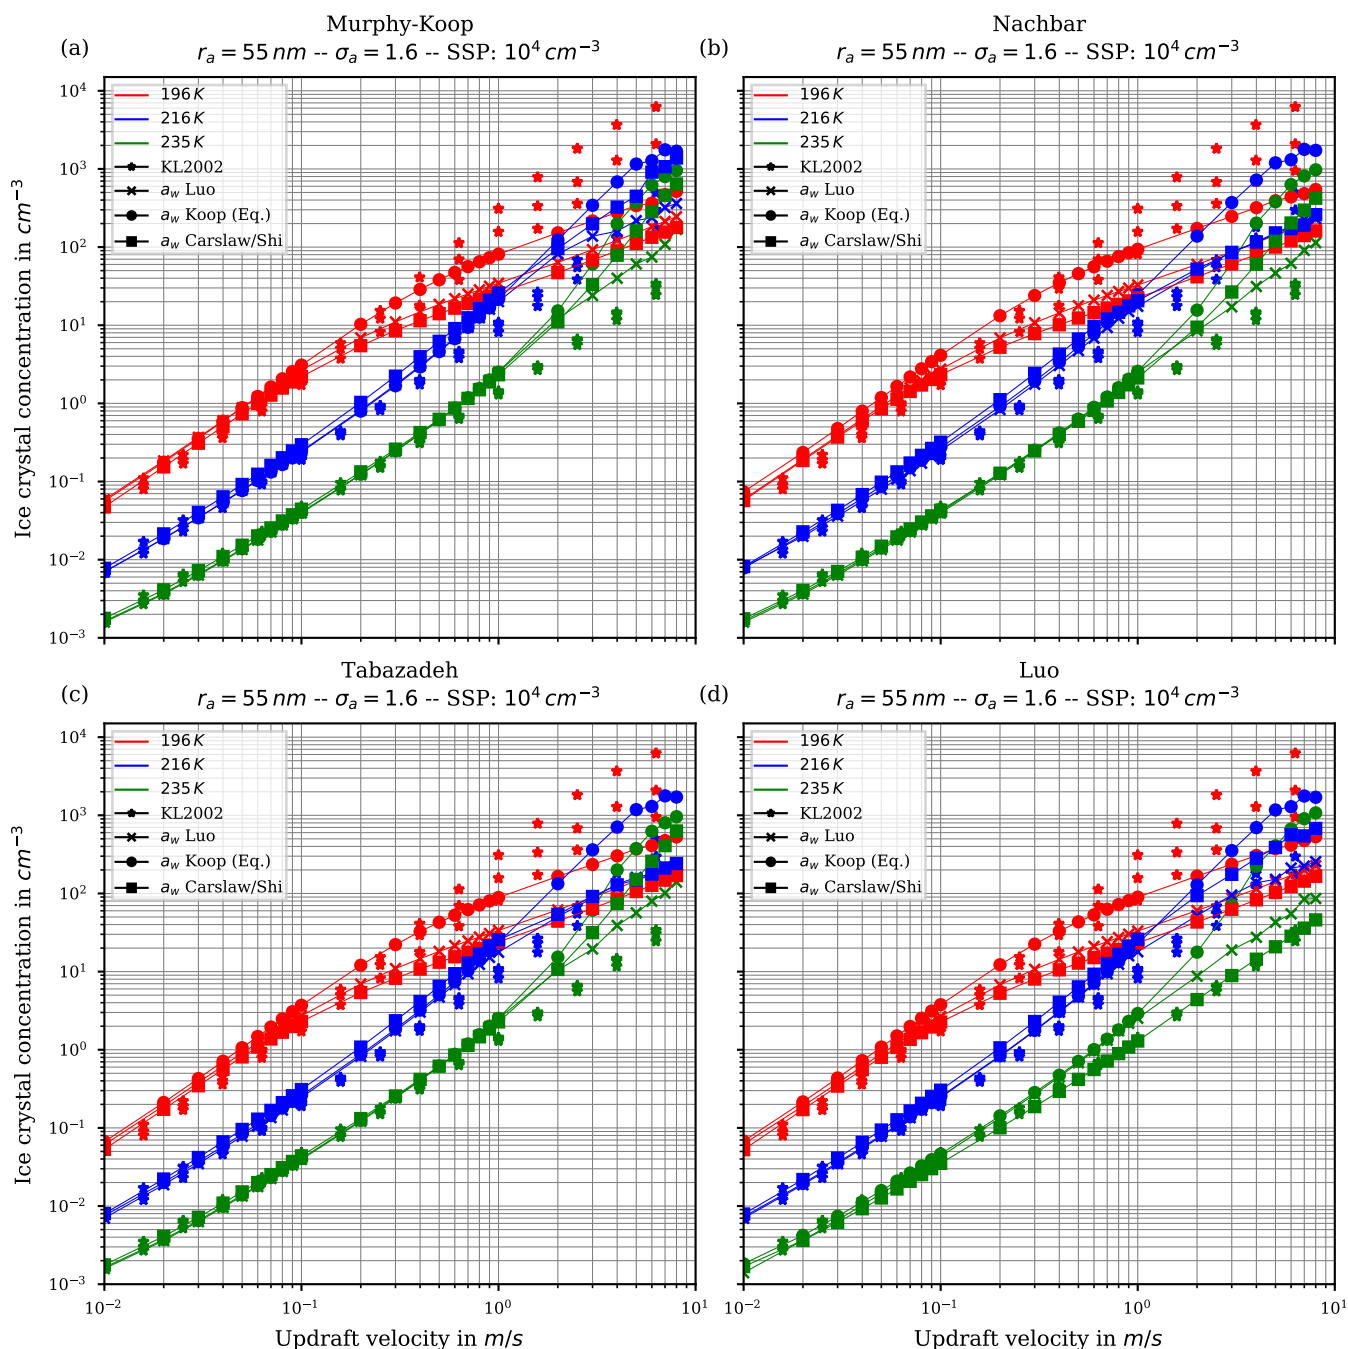 Murphy-Koop
(a) r_a = 55 nm -- σ_a = 1.6 -- SSP: 10^4 cm^−3
Nachbar
(b) r_a = 55 nm -- σ_a = 1.6 -- SSP: 10^4 cm^−3
196 K
216 K
235 K
KL2002
a_w Luo
a_w Koop (Eq.)
a_w Carslaw/Shi
196 K
216 K
235 K
KL2002
a_w Luo
a_w Koop (Eq.)
a_w Carslaw/Shi
10^4
10^3
10^2
10^1
10^0
10^−1
10^−2
10^−3
Ice crystal concentration in cm^−3
Tabazadeh
(c) r_a = 55 nm -- σ_a = 1.6 -- SSP: 10^4 cm^−3
Luo
(d) r_a = 55 nm -- σ_a = 1.6 -- SSP: 10^4 cm^−3
196 K
216 K
235 K
KL2002
a_w Luo
a_w Koop (Eq.)
a_w Carslaw/Shi
196 K
216 K
235 K
KL2002
a_w Luo
a_w Koop (Eq.)
a_w Carslaw/Shi
10^4
10^3
10^2
10^1
10^0
10^−1
10^−2
10^−3
Ice crystal concentration in cm^−3
10^−2 10^−1 10^0 10^1
10^−2 10^−1 10^0 10^1
Updraft velocity in m/s
Updraft velocity in m/s